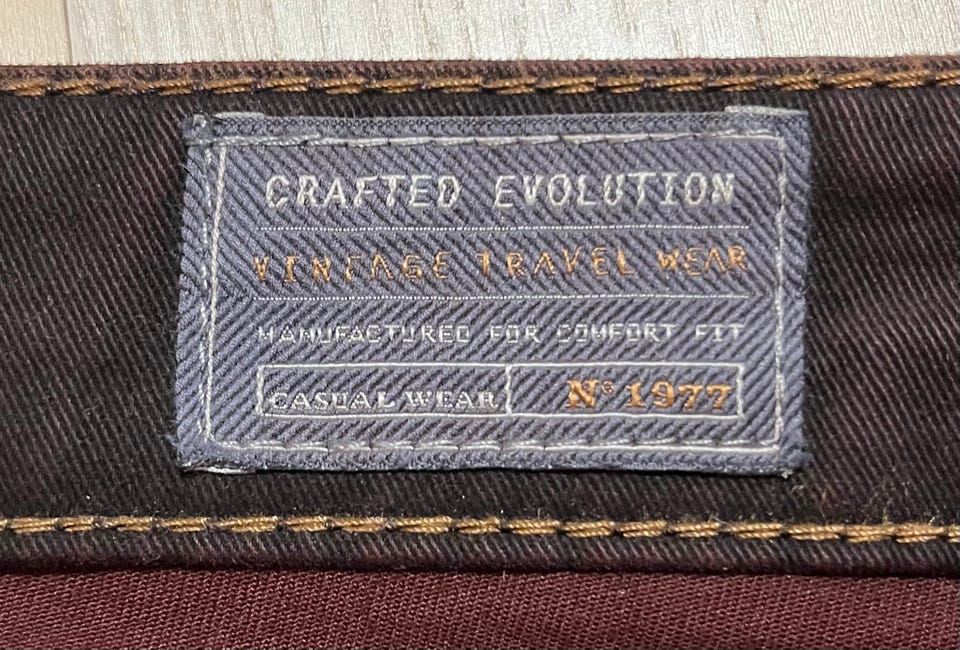 CRAFTED EVOLUTION
VINTAGE TRAVEL WEAR
MANUFACTURED FOR COMFORT FIT
CASUAL WEAR N° 1977